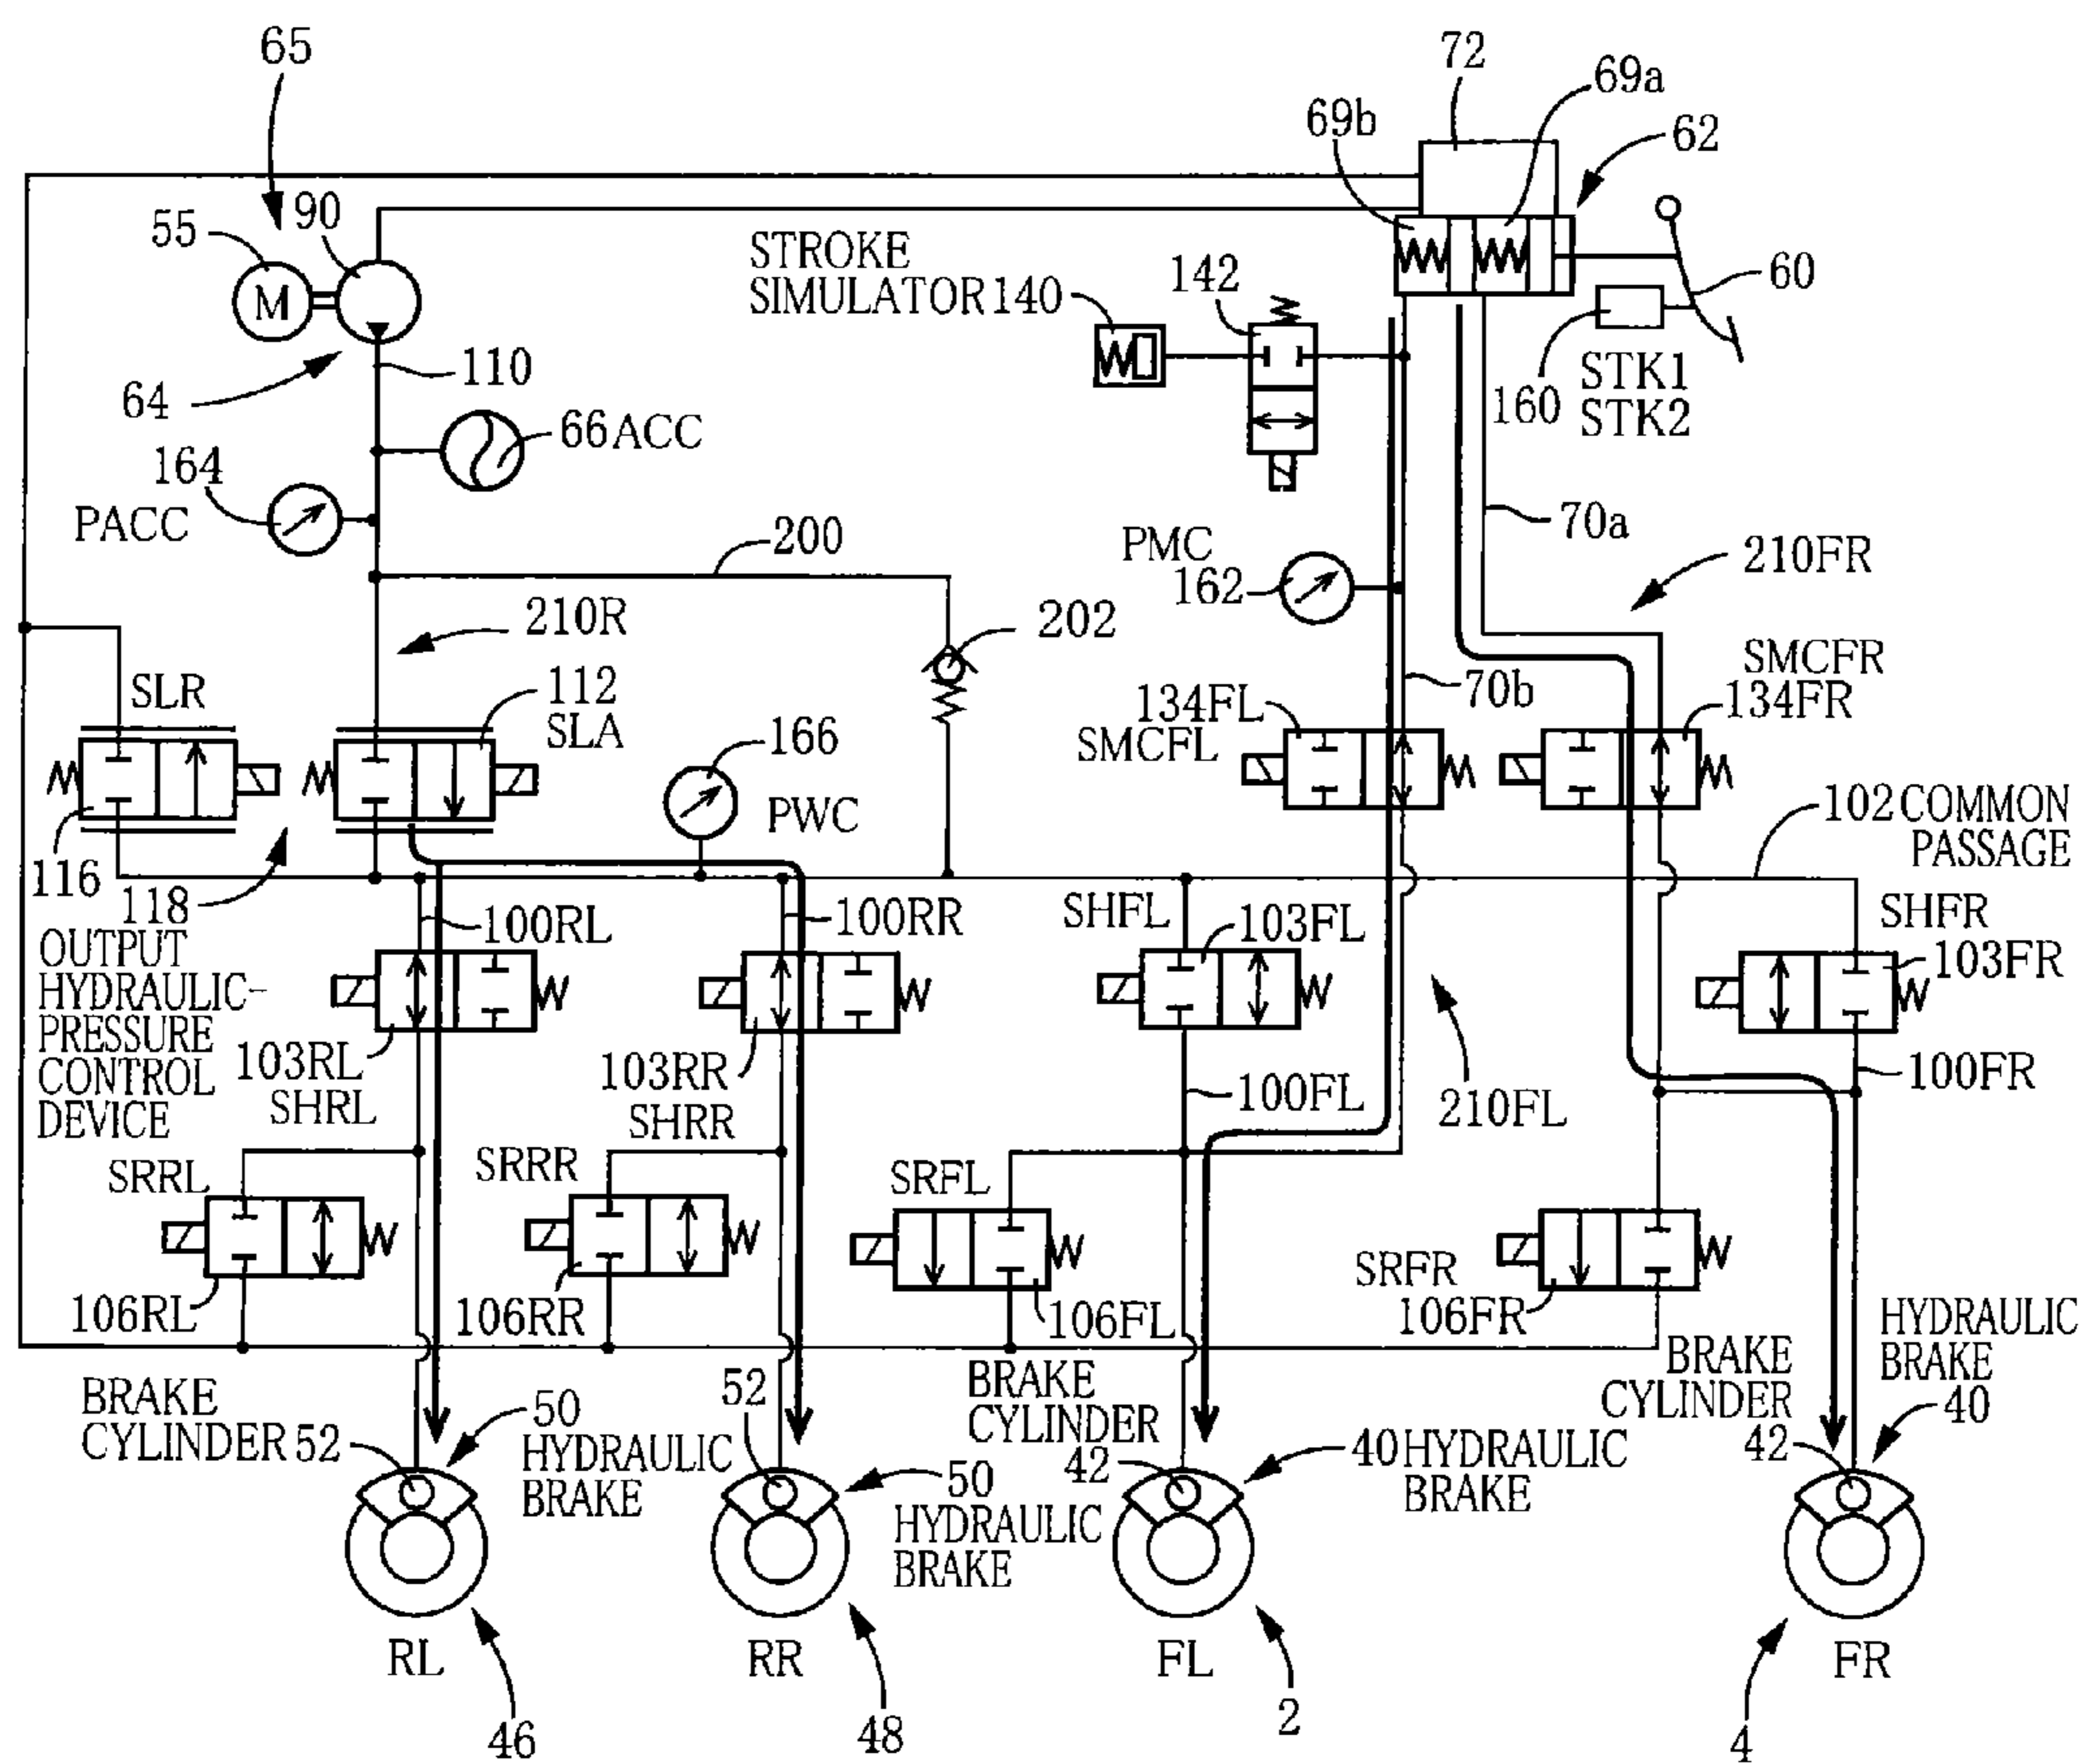 65
72
69a
69b
62
90
55
M
STROKE
SIMULATOR 140
142
60
160
STK1
STK2
110
64
66ACC
164
PACC
200
70a
PMC
162
210FR
210R
202
SLR
112
SLA
SMCFR
134FR
70b
134FL
SMCFL
166
PWC
102 COMMON
PASSAGE
116
118
OUTPUT
HYDRAULIC-
PRESSURE
CONTROL
DEVICE
100RL
100RR
SHFL
103FL
SHFR
103FR
103RL
SHRL
103RR
SHRR
100FL
210FL
100FR
SRRL
SRRR
SRFL
SRFR
106RL
106RR
106FL
106FR
BRAKE
CYLINDER 52
50
HYDRAULIC
BRAKE
52
50
HYDRAULIC
BRAKE
BRAKE
CYLINDER
42
40 HYDRAULIC
BRAKE
BRAKE
CYLINDER
42
HYDRAULIC
BRAKE
40
RL
RR
FL
FR
46
48
2
4